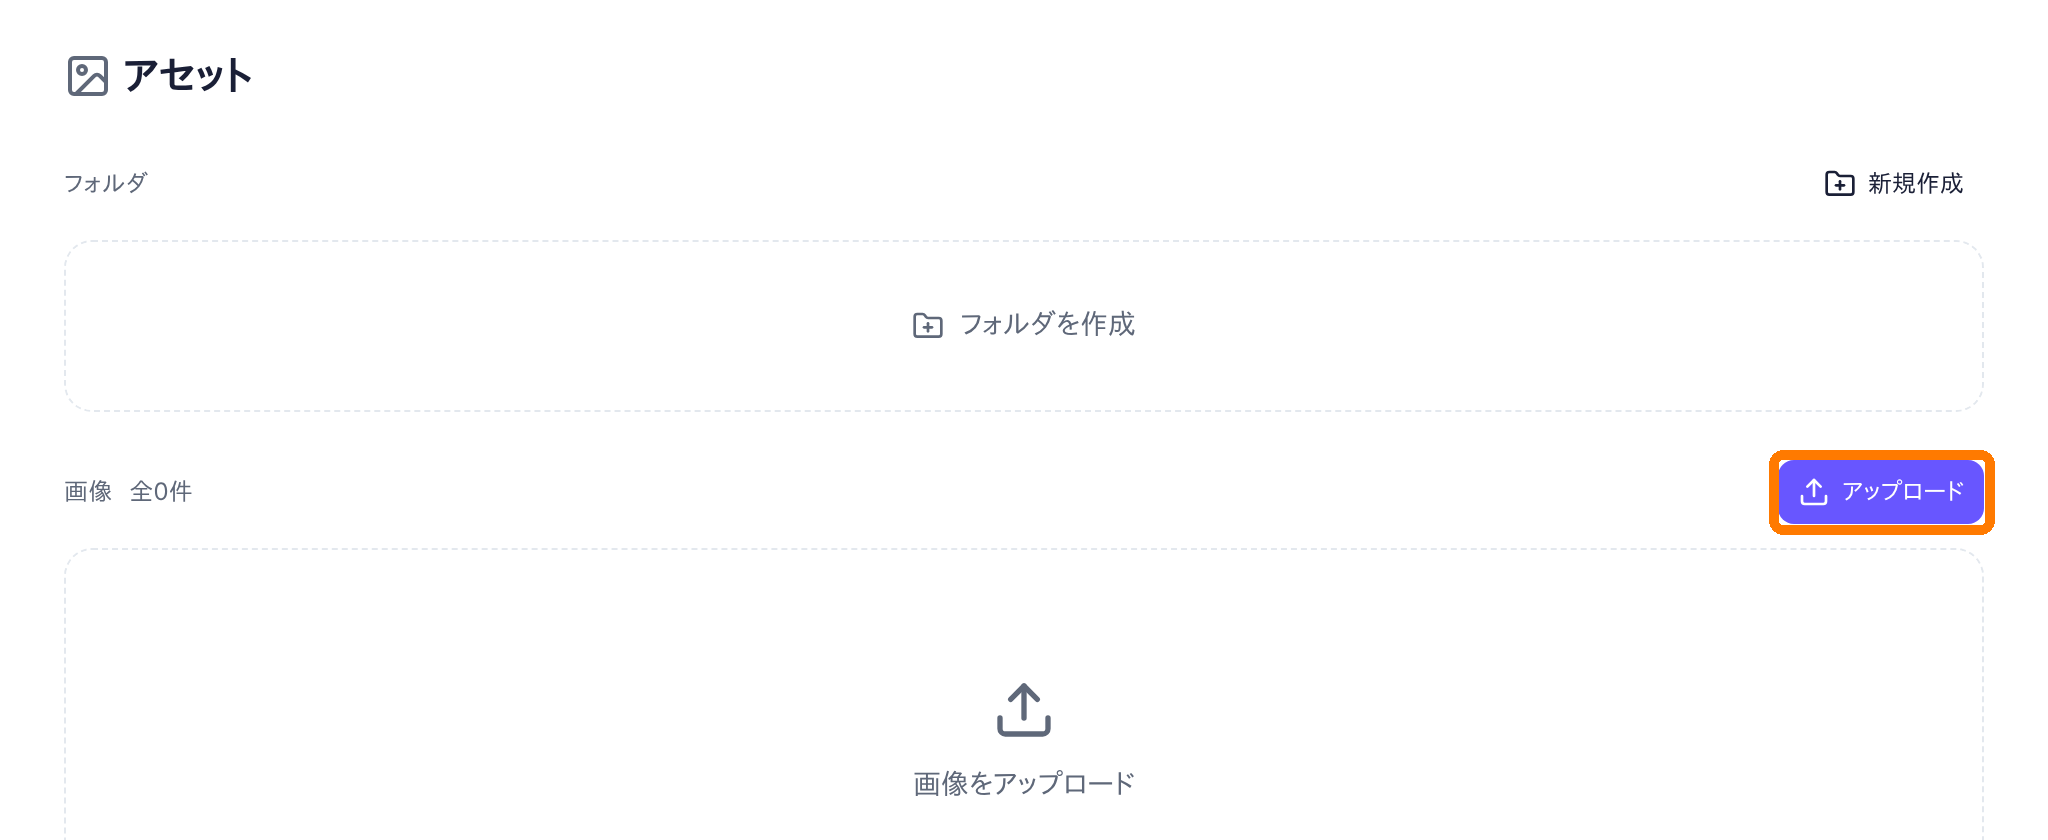 アセット
フォルダ
新規作成
フォルダを作成
画像 全0件
アップロード
画像をアップロード